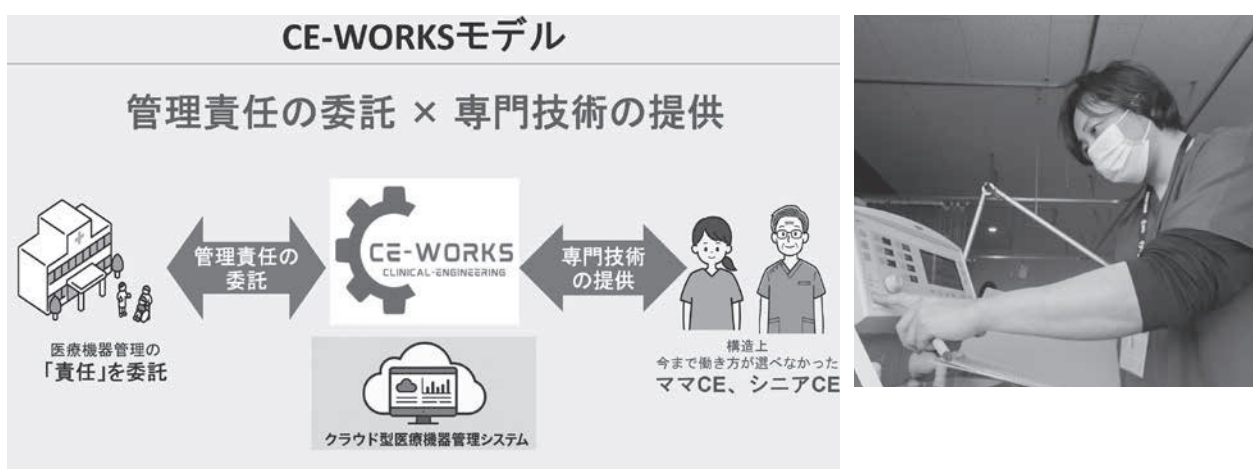 CE-WORKSモデル
管理責任の委託 × 専門技術の提供
管理責任の
委託
CE-WORKS
CLINICAL-ENGINEERING
専門技術
の提供
医療機器管理の
「責任」を委託
クラウド型医療機器管理システム
構造上
今まで働き方が選べなかった
ママCE、シニアCE